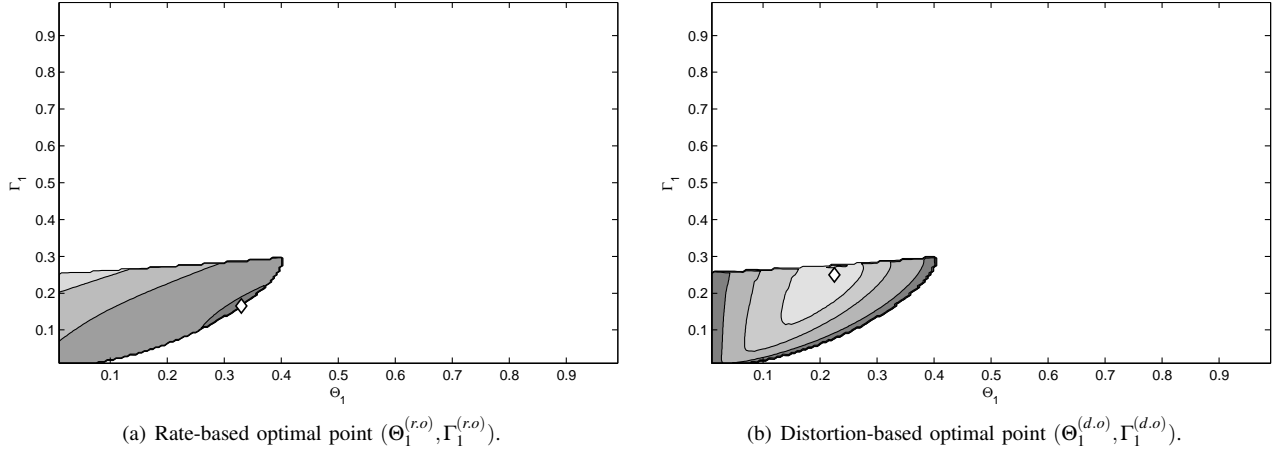 0.9
0.8
0.7
0.6
0.5
0.4
0.3
0.2
0.1
Γ₁
0.1 0.2 0.3 0.4 0.5 0.6 0.7 0.8 0.9
Θ₁
(a) Rate-based optimal point (Θ₁^(r.o), Γ₁^(r.o)).
0.9
0.8
0.7
0.6
0.5
0.4
0.3
0.2
0.1
Γ₁
0.1 0.2 0.3 0.4 0.5 0.6 0.7 0.8 0.9
Θ₁
(b) Distortion-based optimal point (Θ₁^(d.o), Γ₁^(d.o)).